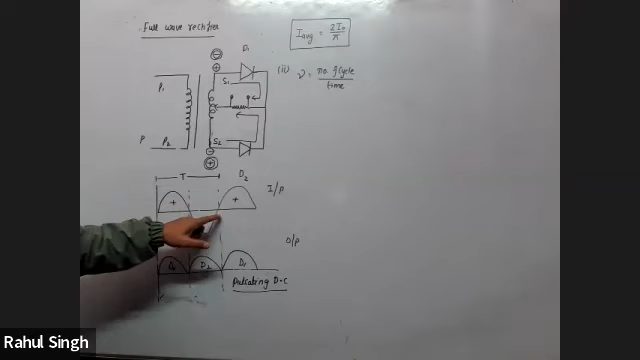 Full wave rectifier
I avg = 2I₀ / π
D1
(ii) ν = no. of cycle / time
S1
P1
P
P2
S2
T
D2
I/P
+
+
O/P
D1
D2
D1
Pulsating D.C
Rahul Singh